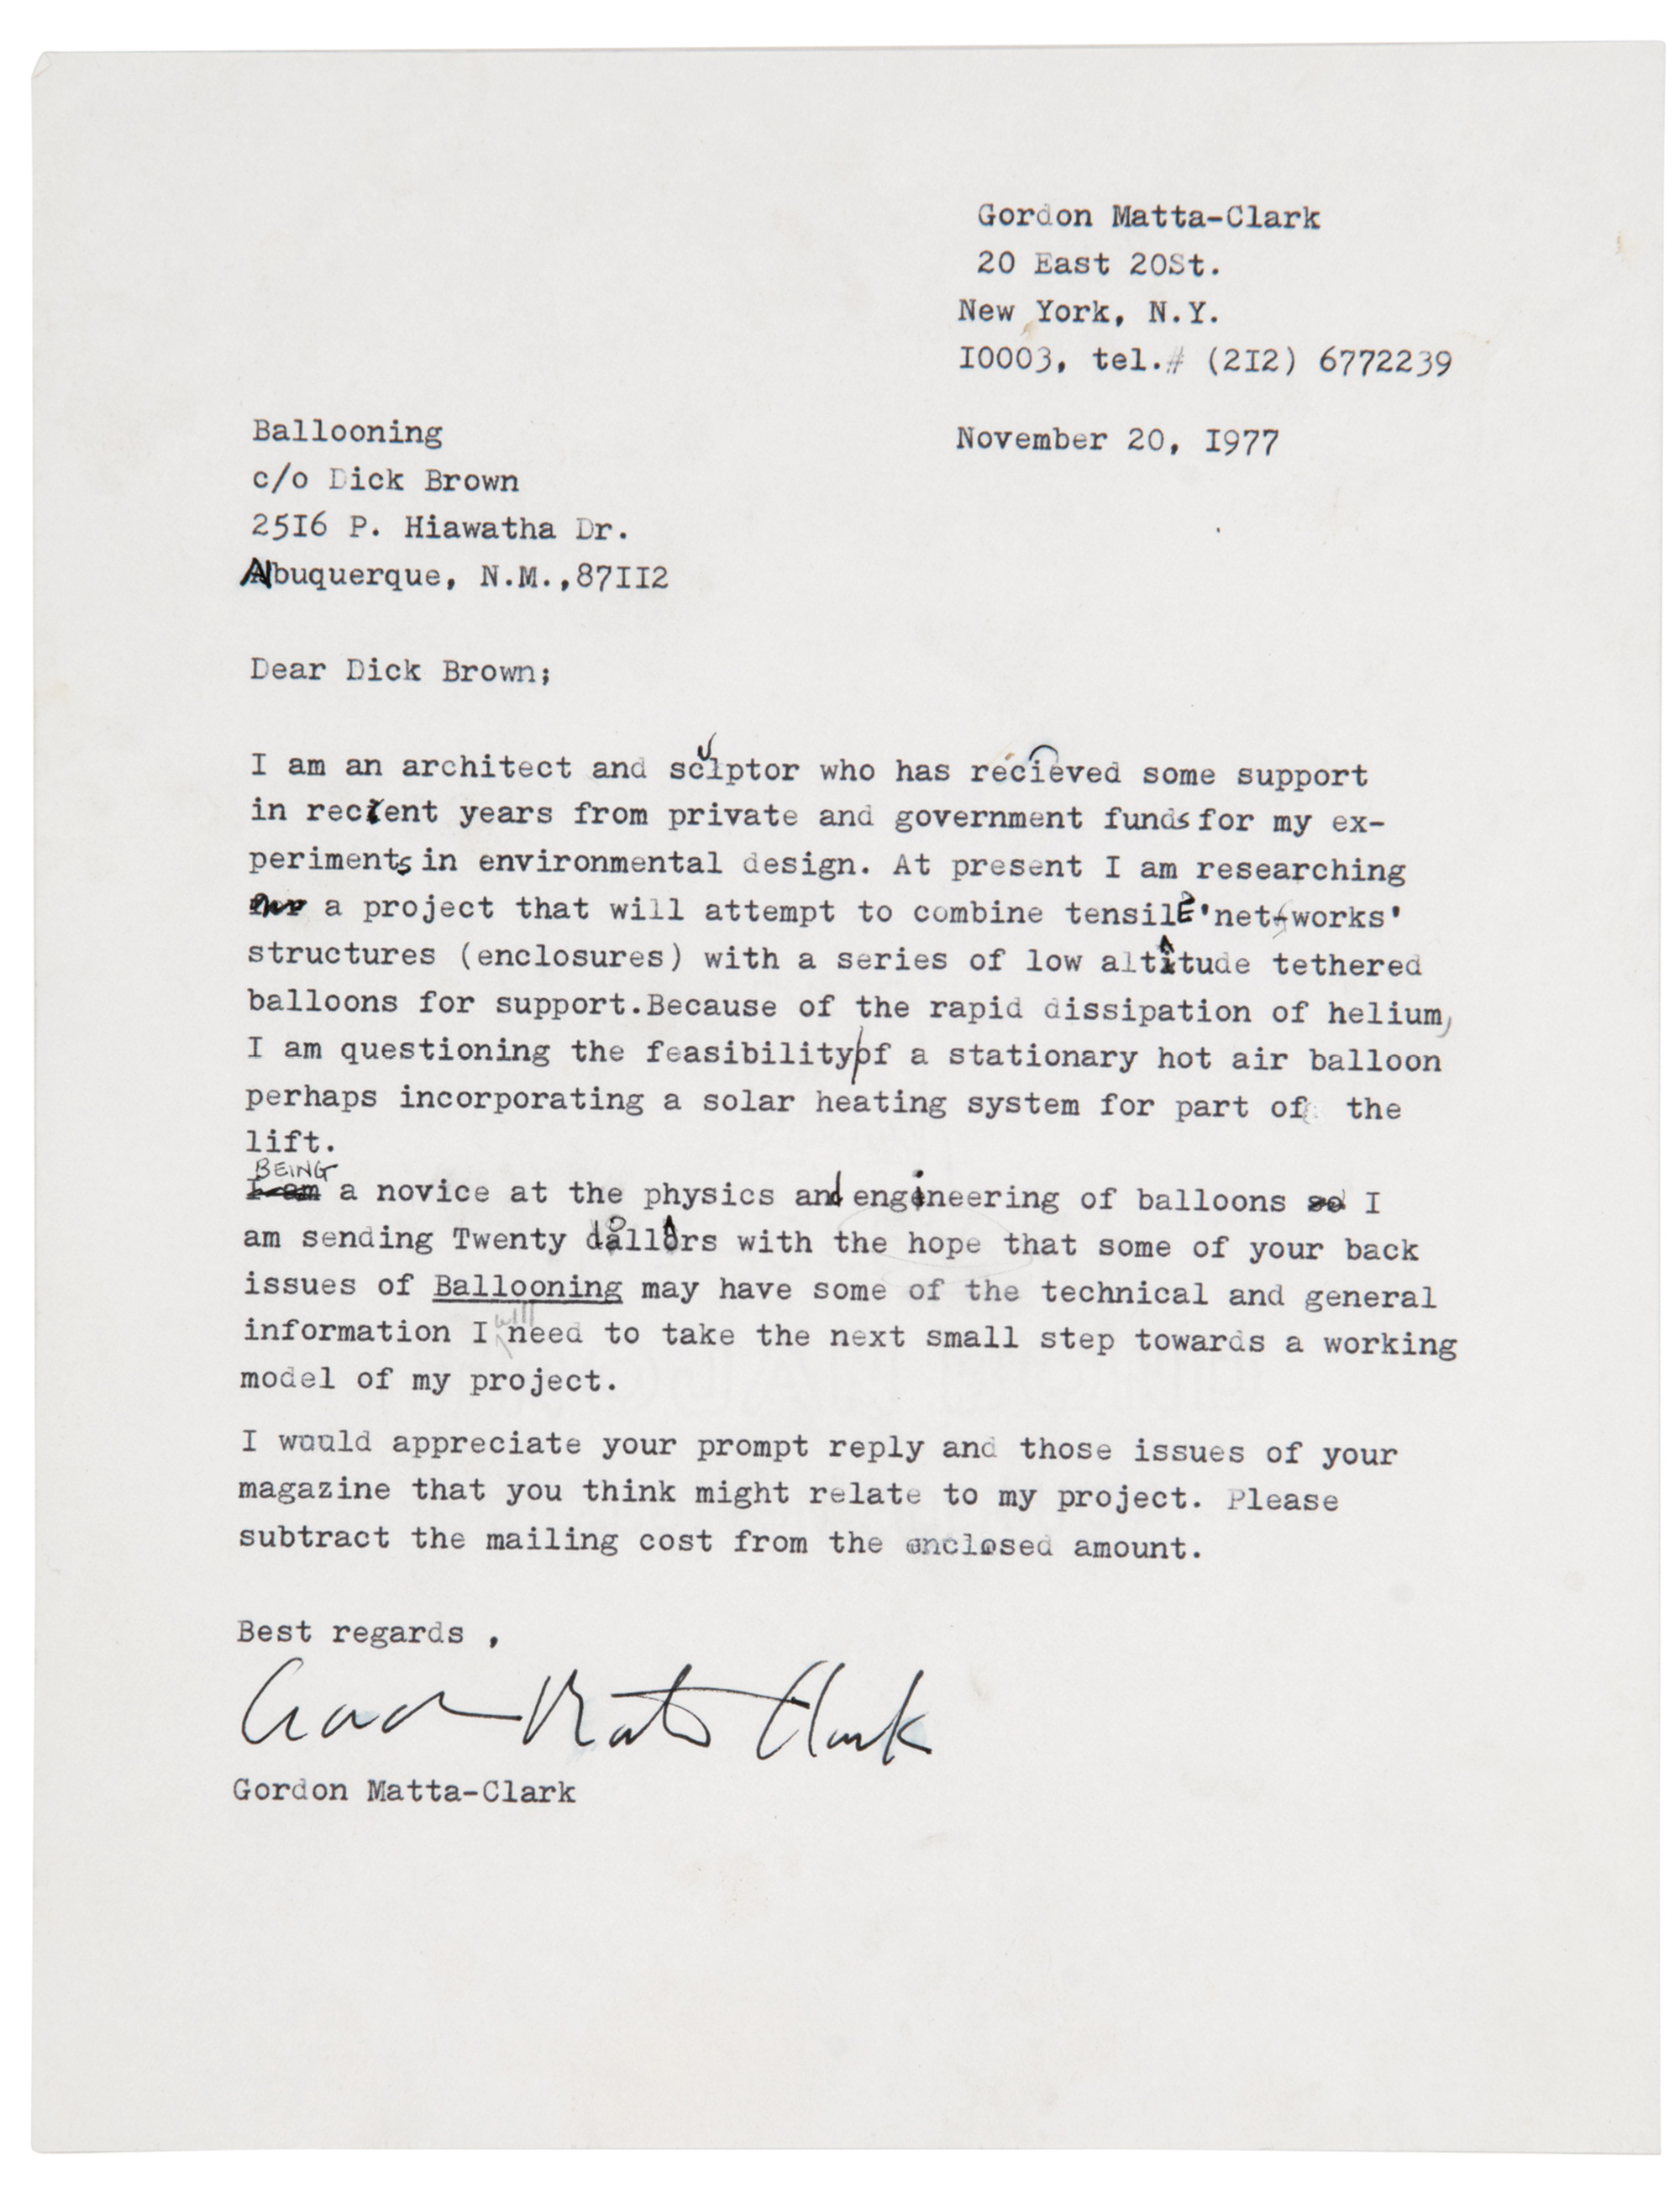 Gordon Matta-Clark
20 East 20St.
New York, N.Y.
I0003, tel.# (2I2) 6772239
November 20, I977
Ballooning
c/o Dick Brown
25I6 P. Hiawatha Dr.
Albuquerque, N.M.,87II2
Dear Dick Brown;
I am an architect and sculptor who has recieved some support
in recent years from private and government funds for my ex-
periments in environmental design. At present I am researching
a project that will attempt to combine tensile 'net-works'
structures (enclosures) with a series of low altitude tethered
balloons for support.Because of the rapid dissipation of helium,
I am questioning the feasibility/of a stationary hot air balloon
perhaps incorporating a solar heating system for part of the
lift.
BEING
I am a novice at the physics and engineering of balloons so I
am sending Twenty dollars with the hope that some of your back
issues of Ballooning may have some of the technical and general
information I will need to take the next small step towards a working
model of my project.
I wuuld appreciate your prompt reply and those issues of your
magazine that you think might relate to my project. Please
subtract the mailing cost from the enclosed amount.
Best regards ,
Gordon Matta Clark
Gordon Matta-Clark